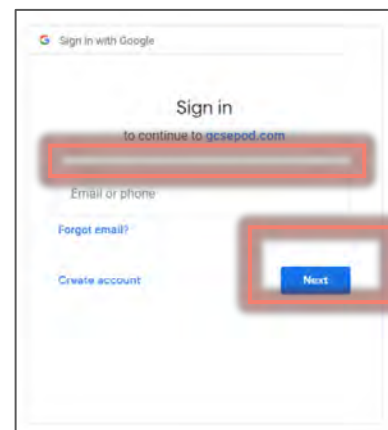 Sign in with Google
Sign in
to continue to gcsepod.com
Email or phone
Forgot email?
Create account
Next